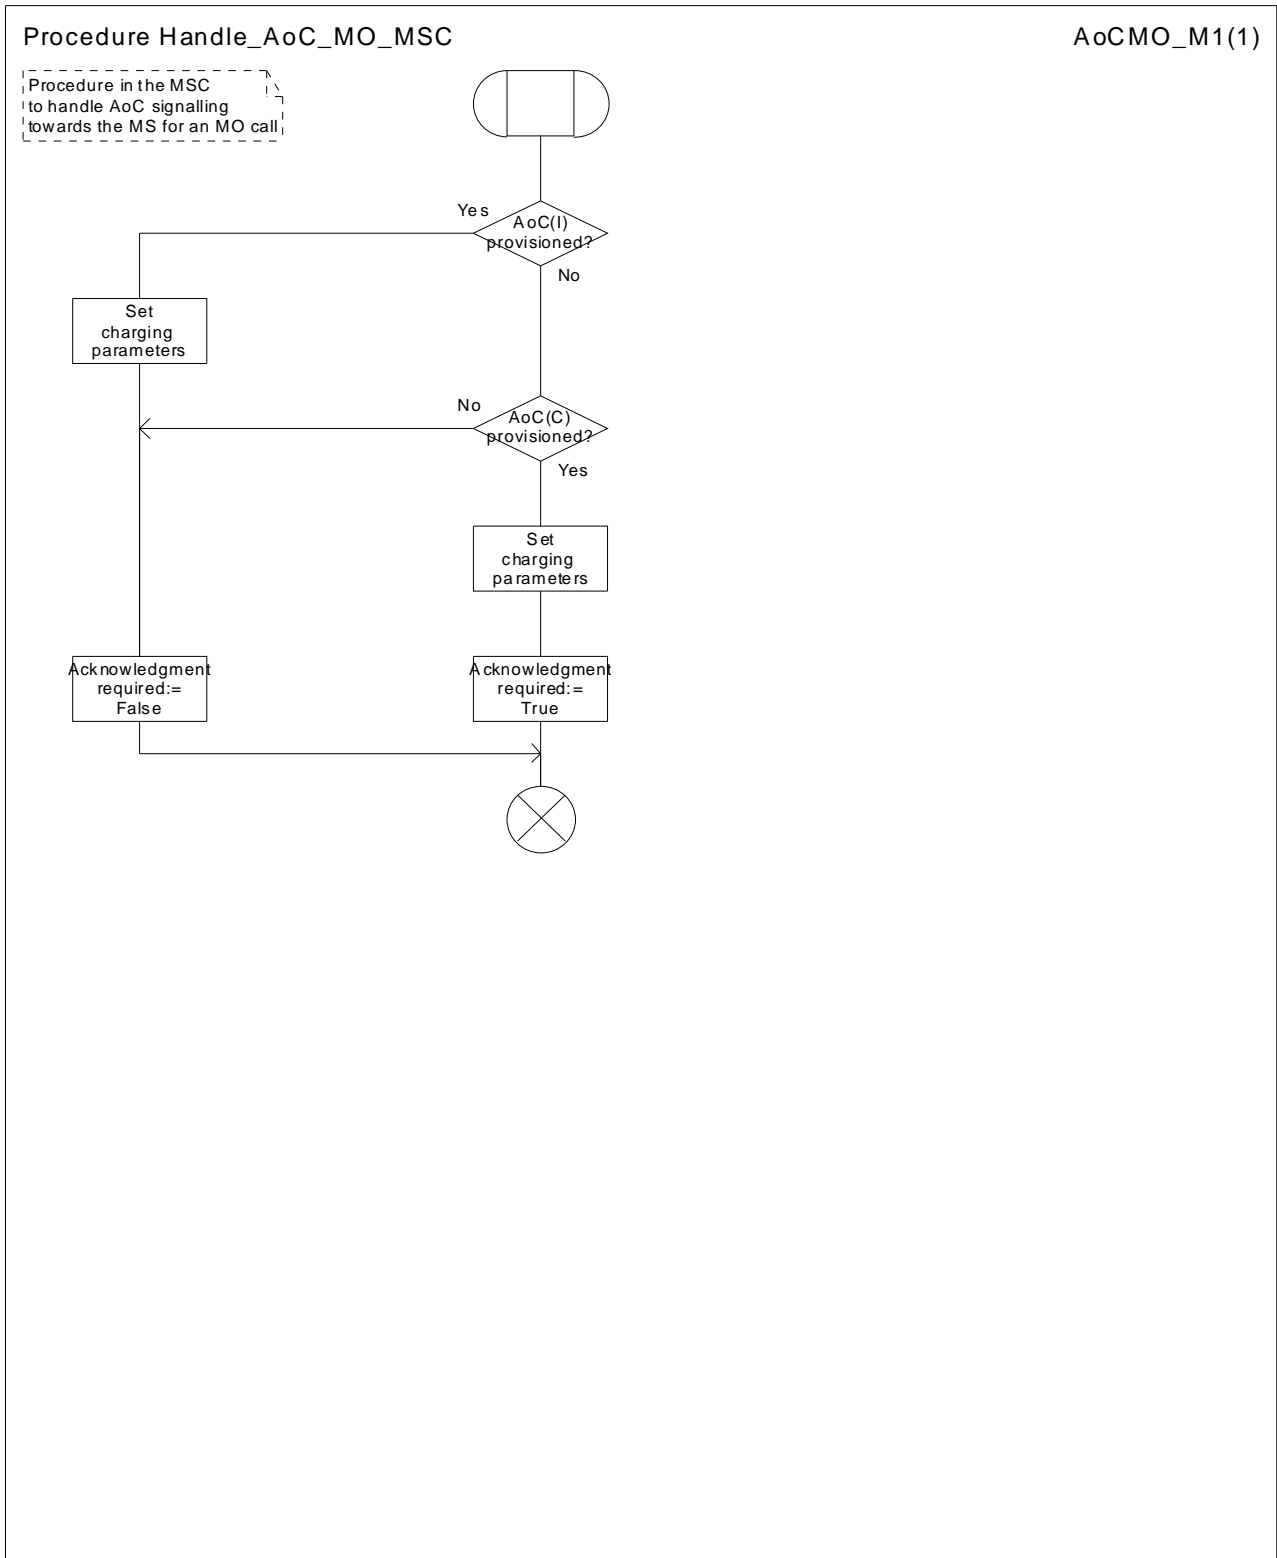 Procedure Handle_AoC_MO_MSC
AoCMO_M1(1)
Procedure in the MSC
to handle AoC signalling
towards the MS for an MO call
Yes
AoC(I)
provisioned?
No
Set
charging
parameters
No
AoC(C)
provisioned?
Yes
Set
charging
parameters
Acknowledgment
required:=
False
Acknowledgment
required:=
True